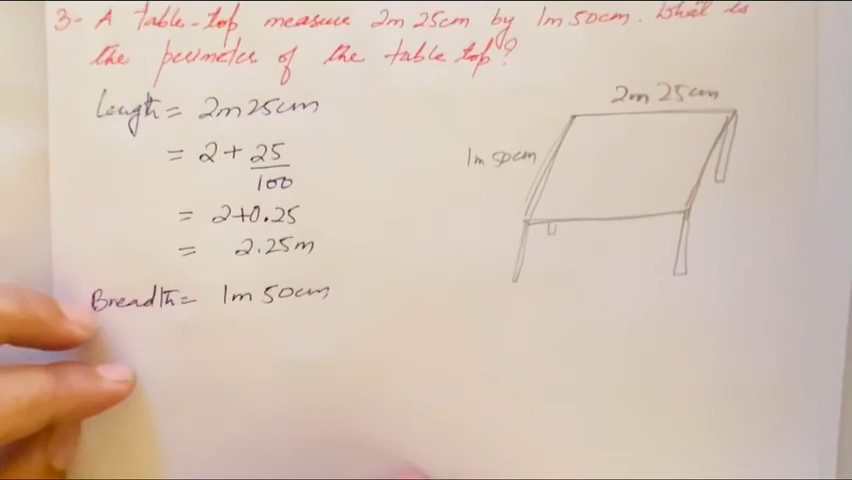 3- A table-top measure 2m 25cm by 1m 50cm. What is
the perimeter of the table top?
Length = 2m 25cm
= 2 + 25/100
= 2+0.25
= 2.25m
Breadth = 1m 50cm
2m 25cm
1m 50cm